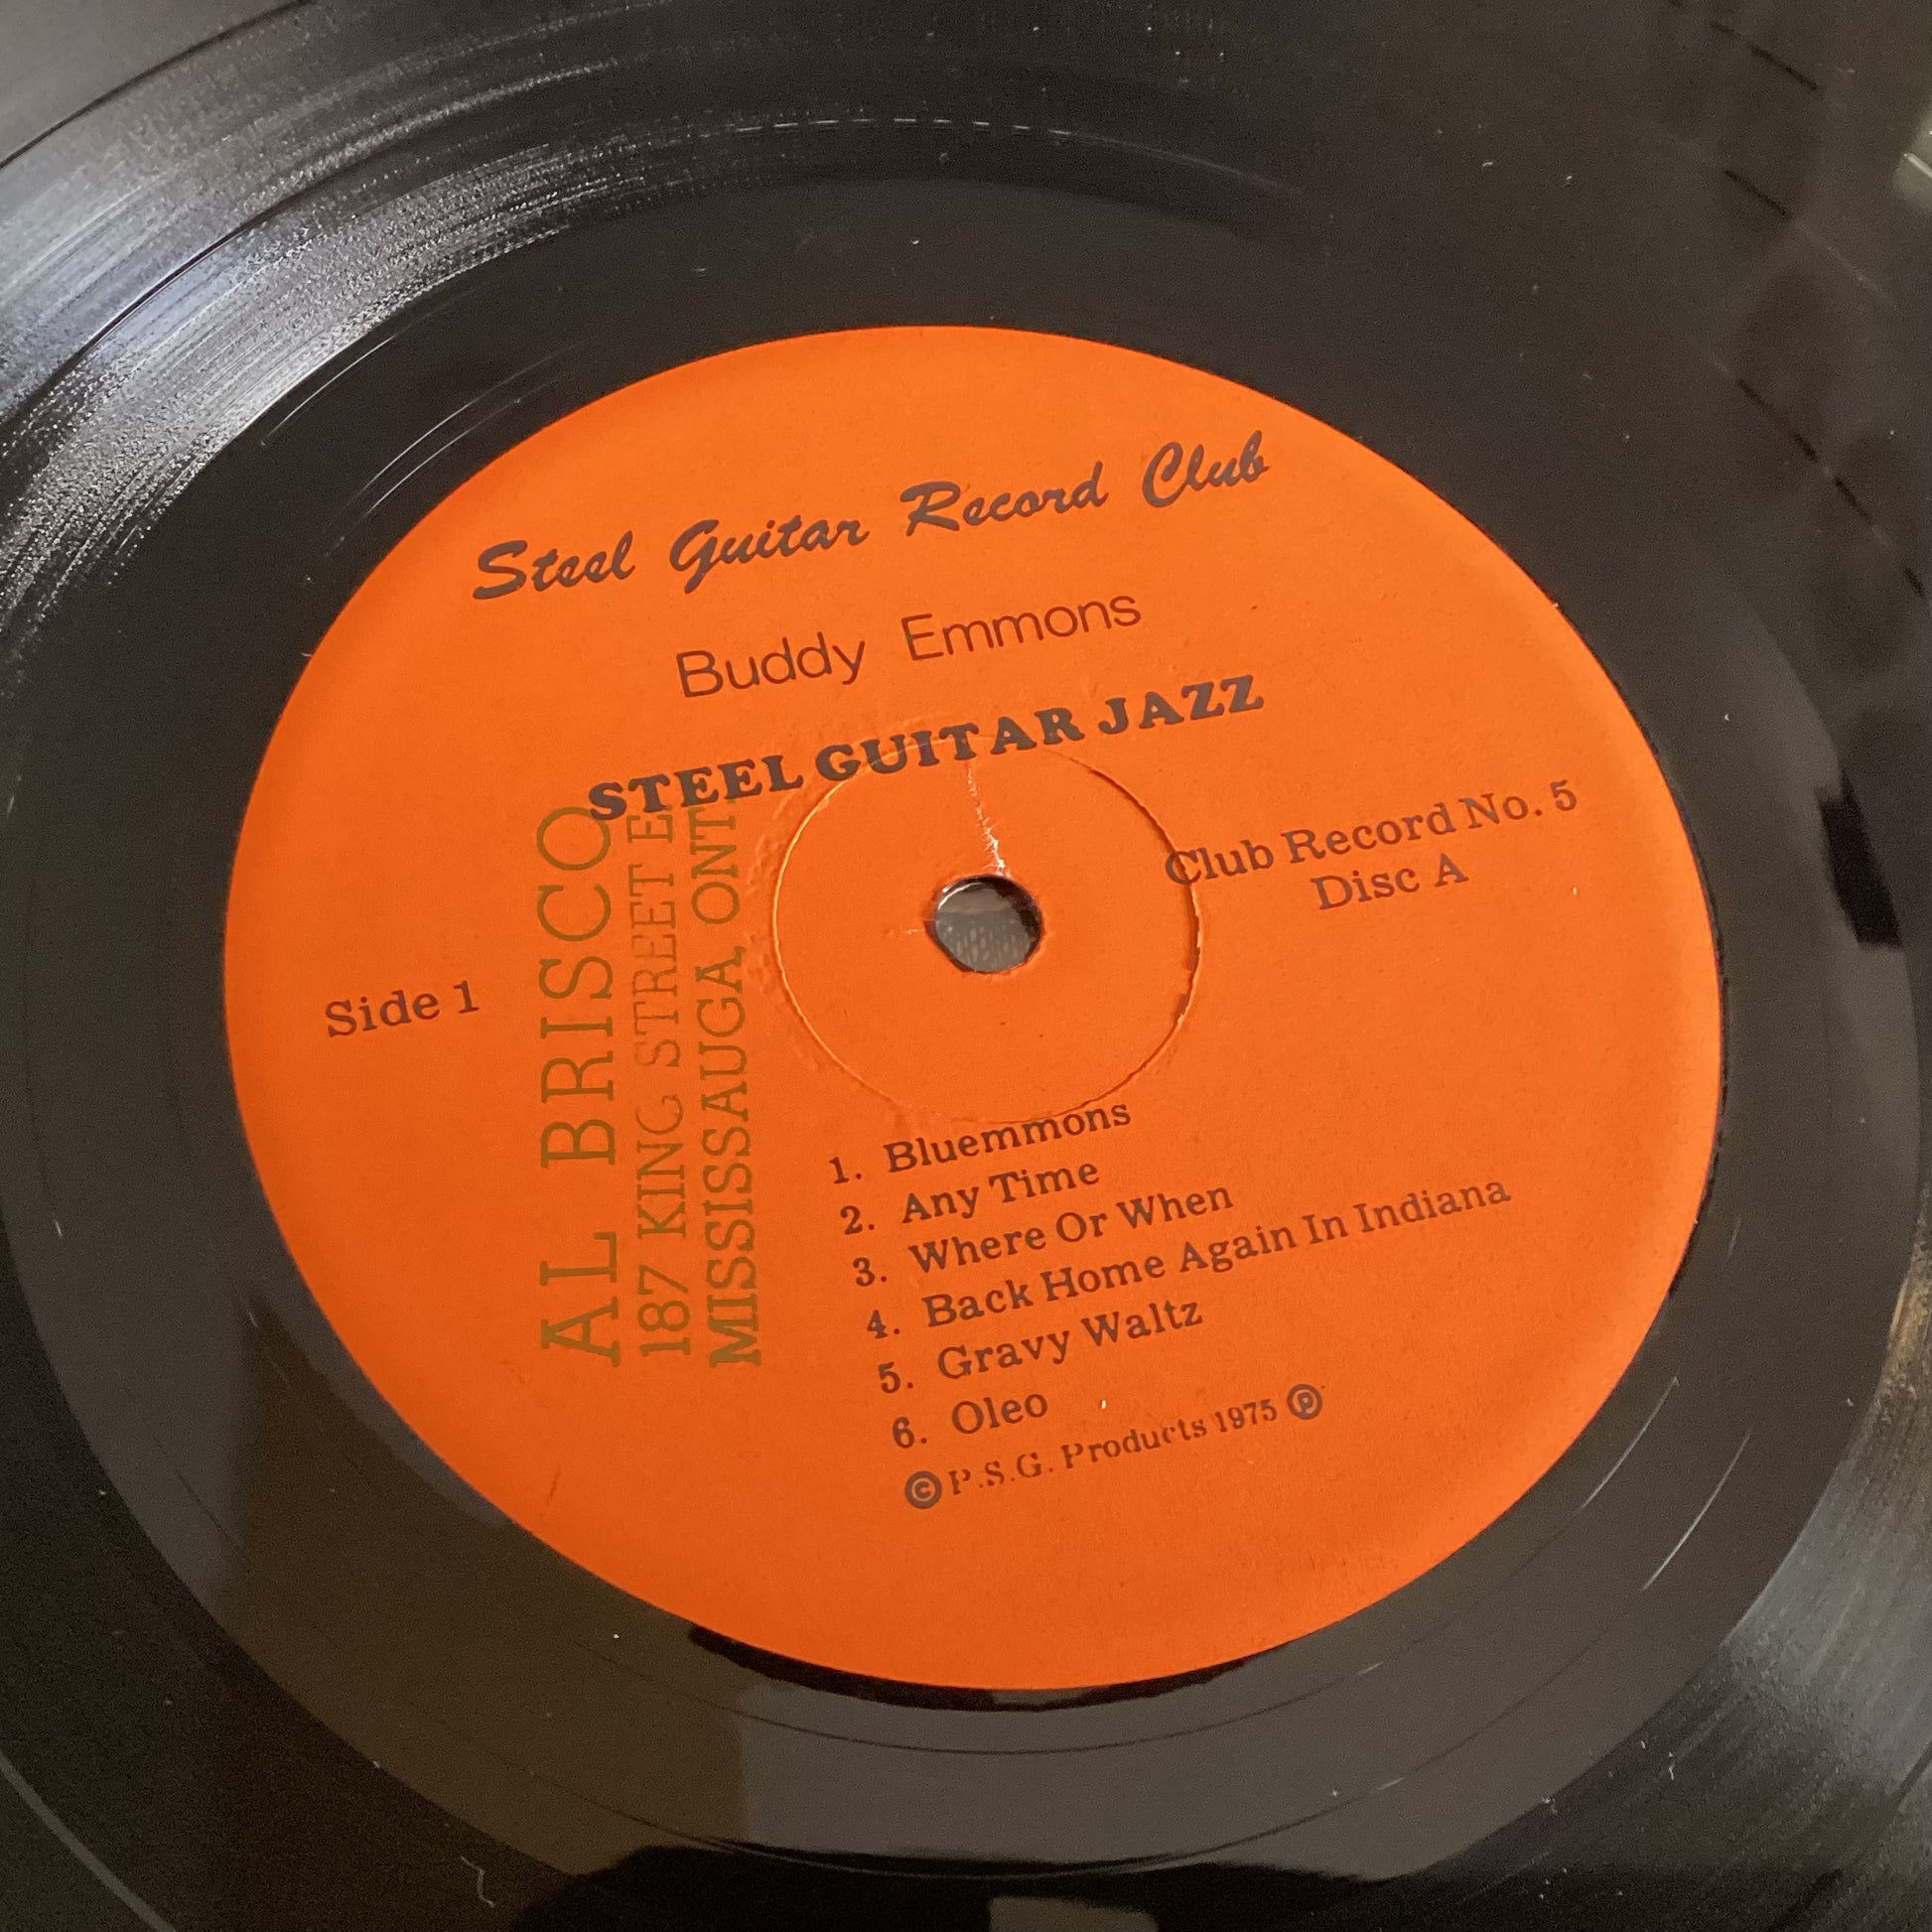 Steel Guitar Record Club
Buddy Emmons
STEEL GUITAR JAZZ
Club Record No. 5
Disc A
Side 1
AL BRISCO
187 KING STREET E
MISSISSAUGA, ONT
1. Bluemmons
2. Any Time
3. Where Or When
4. Back Home Again In Indiana
5. Gravy Waltz
6. Oleo
© P.S.G. Products 1975 ℗